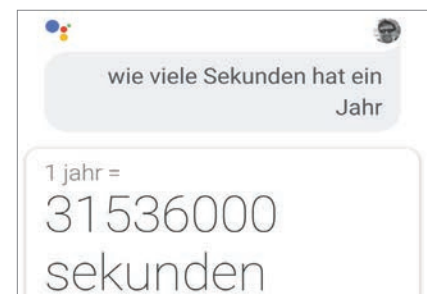 wie viele Sekunden hat ein
Jahr
1 jahr =
31536000
sekunden